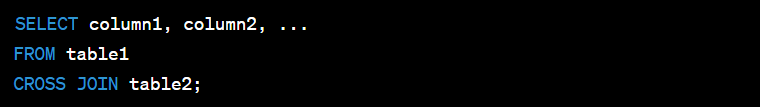 SELECT column1, column2, ...
FROM table1
CROSS JOIN table2;